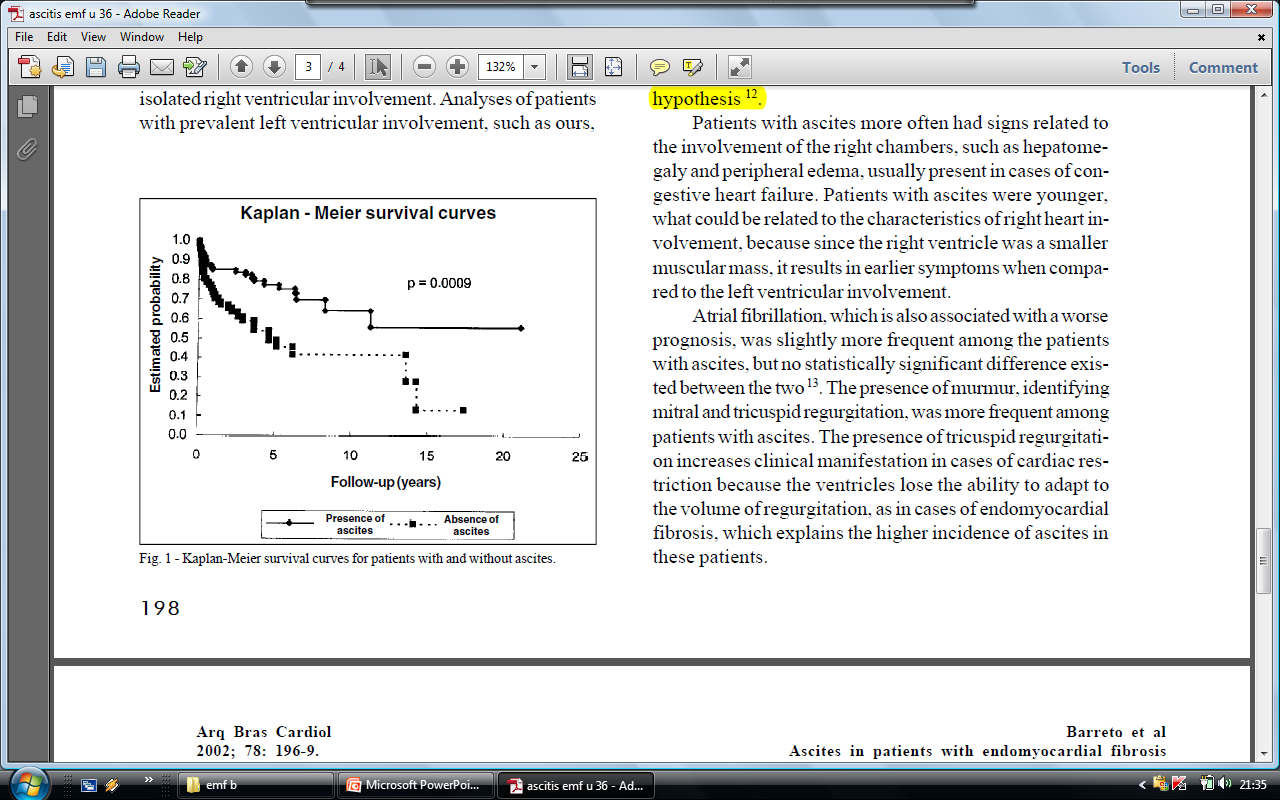 ascitis emf u 36 - Adobe Reader
File Edit View Window Help
3 / 4
132%
Tools Comment
isolated right ventricular involvement. Analyses of patients
with prevalent left ventricular involvement, such as ours,
Kaplan - Meier survival curves
Estimated probability
1.0
0.9
0.8
0.7
0.6
0.5
0.4
0.3
0.2
0.1
0.0
p = 0.0009
0 5 10 15 20 25
Follow-up (years)
Presence of
ascites
Absence of
ascites
Fig. 1 - Kaplan-Meier survival curves for patients with and without ascites.
198
hypothesis 12.
Patients with ascites more often had signs related to
the involvement of the right chambers, such as hepatome-
galy and peripheral edema, usually present in cases of con-
gestive heart failure. Patients with ascites were younger,
what could be related to the characteristics of right heart in-
volvement, because since the right ventricle was a smaller
muscular mass, it results in earlier symptoms when compa-
red to the left ventricular involvement.
Atrial fibrillation, which is also associated with a worse
prognosis, was slightly more frequent among the patients
with ascites, but no statistically significant difference exis-
ted between the two 13. The presence of murmur, identifying
mitral and tricuspid regurgitation, was more frequent among
patients with ascites. The presence of tricuspid regurgitati-
on increases clinical manifestation in cases of cardiac res-
triction because the ventricles lose the ability to adapt to
the volume of regurgitation, as in cases of endomyocardial
fibrosis, which explains the higher incidence of ascites in
these patients.
Arq Bras Cardiol
2002; 78: 196-9.
Barreto et al
Ascites in patients with endomyocardial fibrosis
emf b
Microsoft PowerPoi...
ascitis emf u 36 - Ad...
21:35